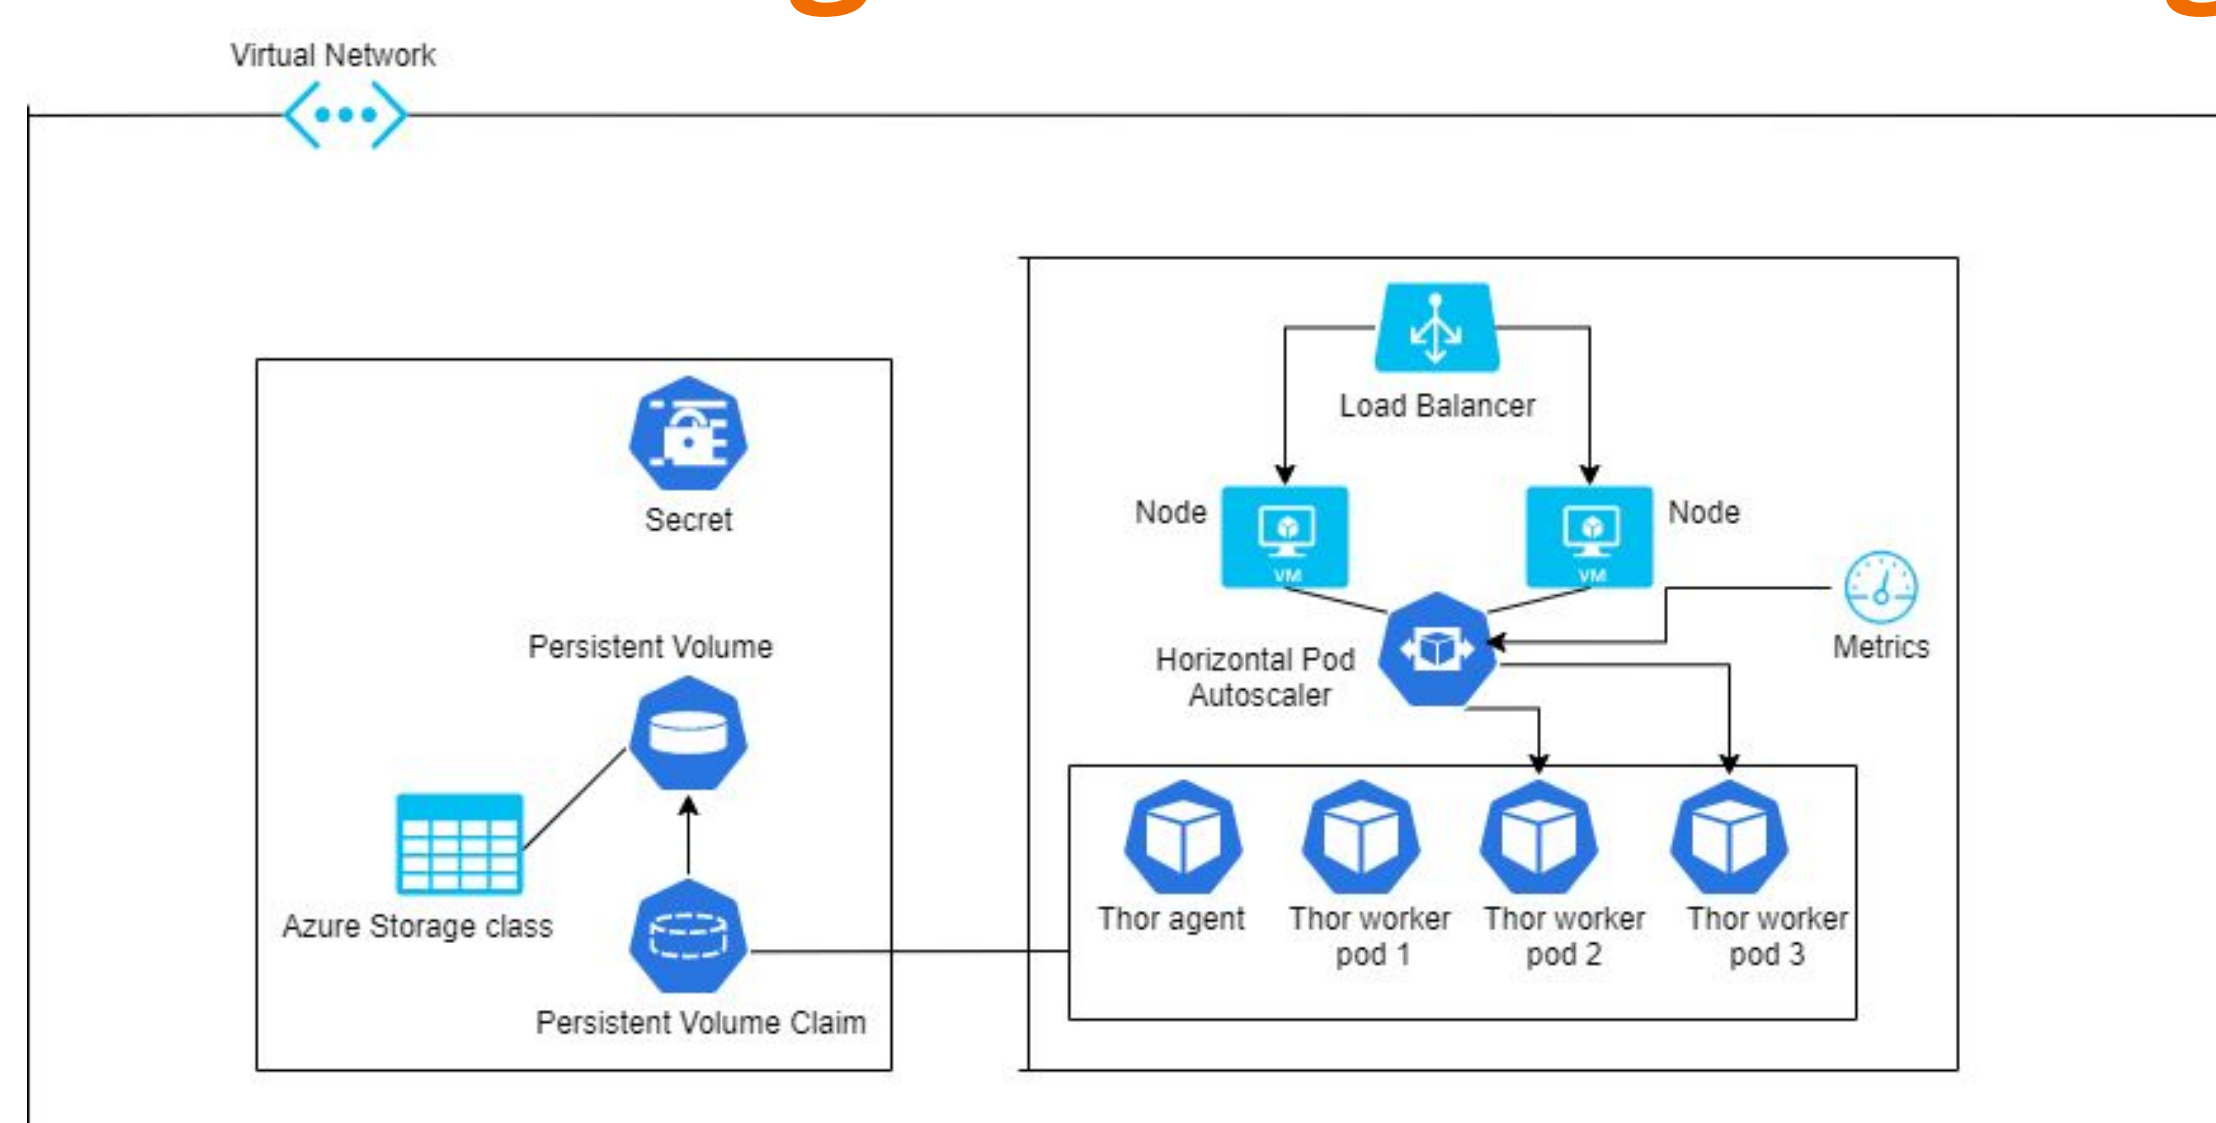 Virtual Network
Load Balancer
Node
Node
VM
VM
Metrics
Horizontal Pod
Autoscaler
Secret
Persistent Volume
Azure Storage class
Persistent Volume Claim
Thor agent
Thor worker
pod 1
Thor worker
pod 2
Thor worker
pod 3